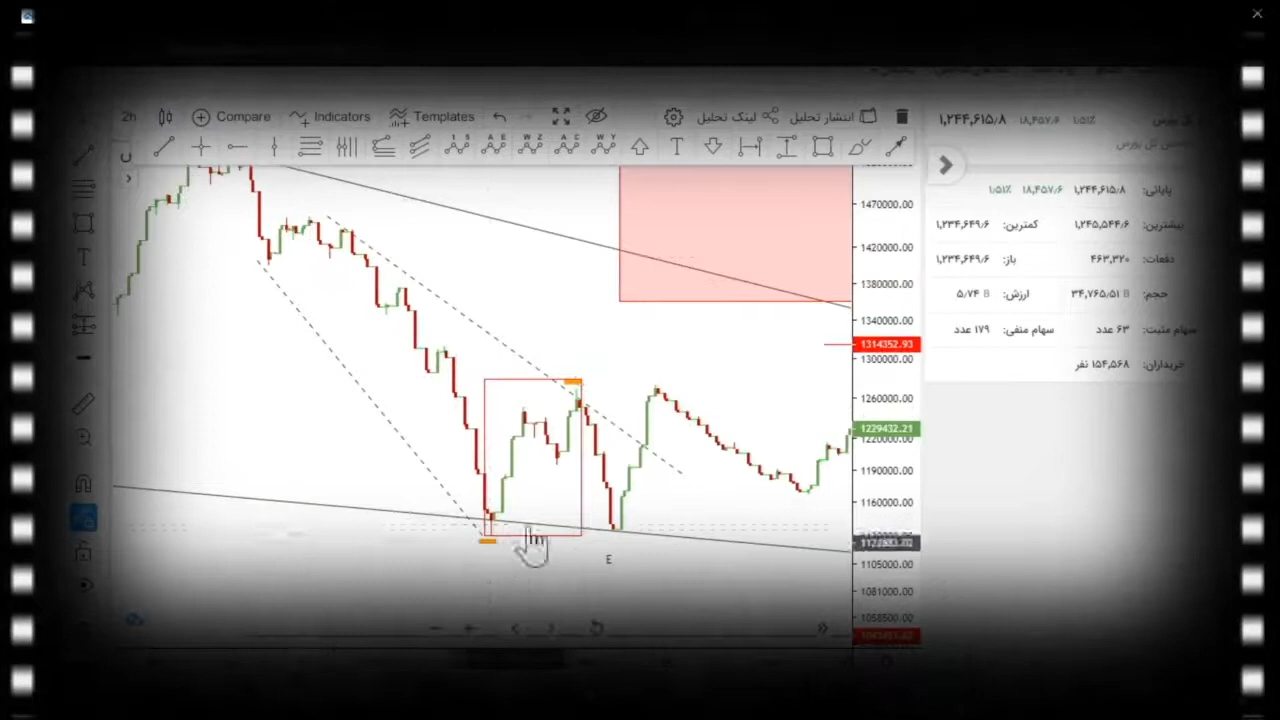 2h Compare Indicators Templates لینک تحلیل انتشار تحلیل
1 5 A E W Z A C W Y
T
T
1470000.00
1420000.00
1380000.00
1340000.00
1314352.93
1300000.00
1260000.00
1229432.21
1220000.00
1190000.00
1160000.00
1105000.00
1081000.00
1058500.00
E
۱,۲۴۴,۶۱۵/۸ ۱۸,۴۵۷/۶ ۱/۵۱٪
پایانی: ۱,۲۴۴,۶۱۵/۸ ۱۸,۴۵۷/۶ ۱/۵۱٪
بیشترین: ۱,۲۴۵,۵۴۴/۶ کمترین: ۱,۲۳۴,۶۴۹/۶
دفعات: ۴۶۳,۳۲۰ باز: ۱,۲۳۴,۶۴۹/۶
حجم: ۳۴,۷۶۵/۵۱ B ارزش: ۵/۷۴ B
سهام مثبت: ۶۳ عدد سهام منفی: ۱۷۹ عدد
خریداران: ۱۵۴,۵۶۸ نفر